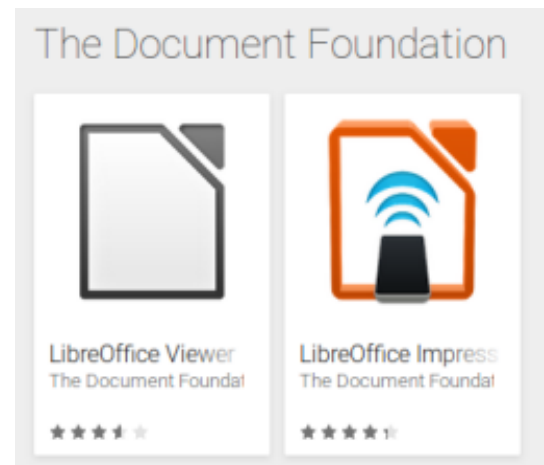 The Document Foundation
LibreOffice Viewer
The Document Foundat
LibreOffice Impress
The Document Foundat